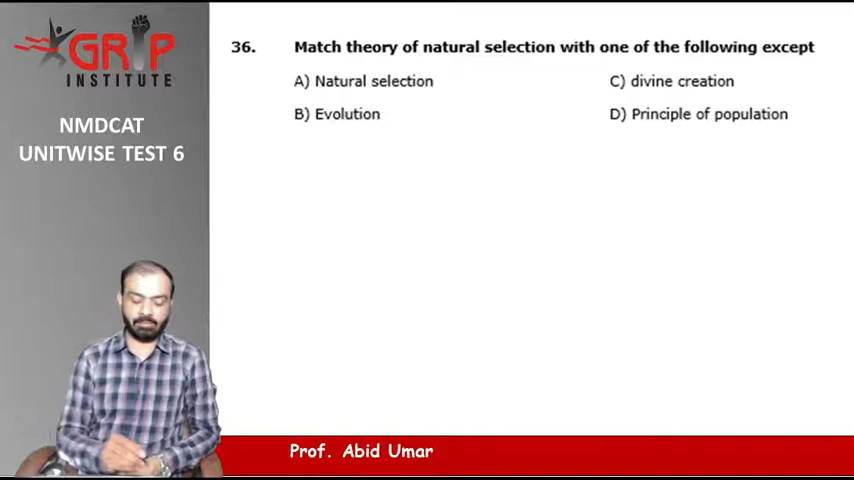 GRIP
INSTITUTE
NMDCAT
UNITWISE TEST 6
36. Match theory of natural selection with one of the following except
A) Natural selection C) divine creation
B) Evolution D) Principle of population
Prof. Abid Umar